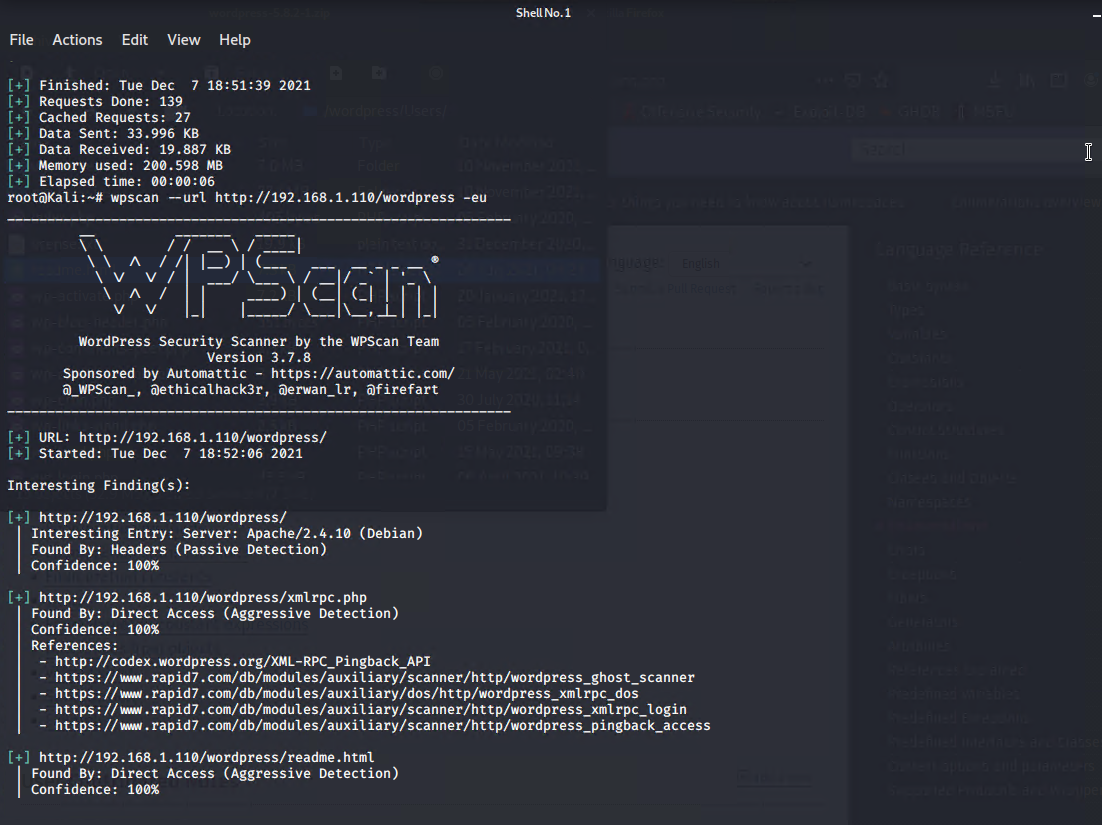 Shell No. 1
File Actions Edit View Help
[+] Finished: Tue Dec  7 18:51:39 2021
[+] Requests Done: 139
[+] Cached Requests: 27
[+] Data Sent: 33.996 KB
[+] Data Received: 19.887 KB
[+] Memory used: 200.598 MB
[+] Elapsed time: 00:00:06
root@Kali:~# wpscan --url http://192.168.1.110/wordpress -eu
WPScan ®
WordPress Security Scanner by the WPScan Team
Version 3.7.8
Sponsored by Automattic - https://automattic.com/
@_WPScan_, @ethicalhack3r, @erwan_lr, @firefart
[+] URL: http://192.168.1.110/wordpress/
[+] Started: Tue Dec  7 18:52:06 2021
Interesting Finding(s):
[+] http://192.168.1.110/wordpress/
| Interesting Entry: Server: Apache/2.4.10 (Debian)
| Found By: Headers (Passive Detection)
| Confidence: 100%
[+] http://192.168.1.110/wordpress/xmlrpc.php
| Found By: Direct Access (Aggressive Detection)
| Confidence: 100%
| References:
|  - http://codex.wordpress.org/XML-RPC_Pingback_API
|  - https://www.rapid7.com/db/modules/auxiliary/scanner/http/wordpress_ghost_scanner
|  - https://www.rapid7.com/db/modules/auxiliary/dos/http/wordpress_xmlrpc_dos
|  - https://www.rapid7.com/db/modules/auxiliary/scanner/http/wordpress_xmlrpc_login
|  - https://www.rapid7.com/db/modules/auxiliary/scanner/http/wordpress_pingback_access
[+] http://192.168.1.110/wordpress/readme.html
| Found By: Direct Access (Aggressive Detection)
| Confidence: 100%